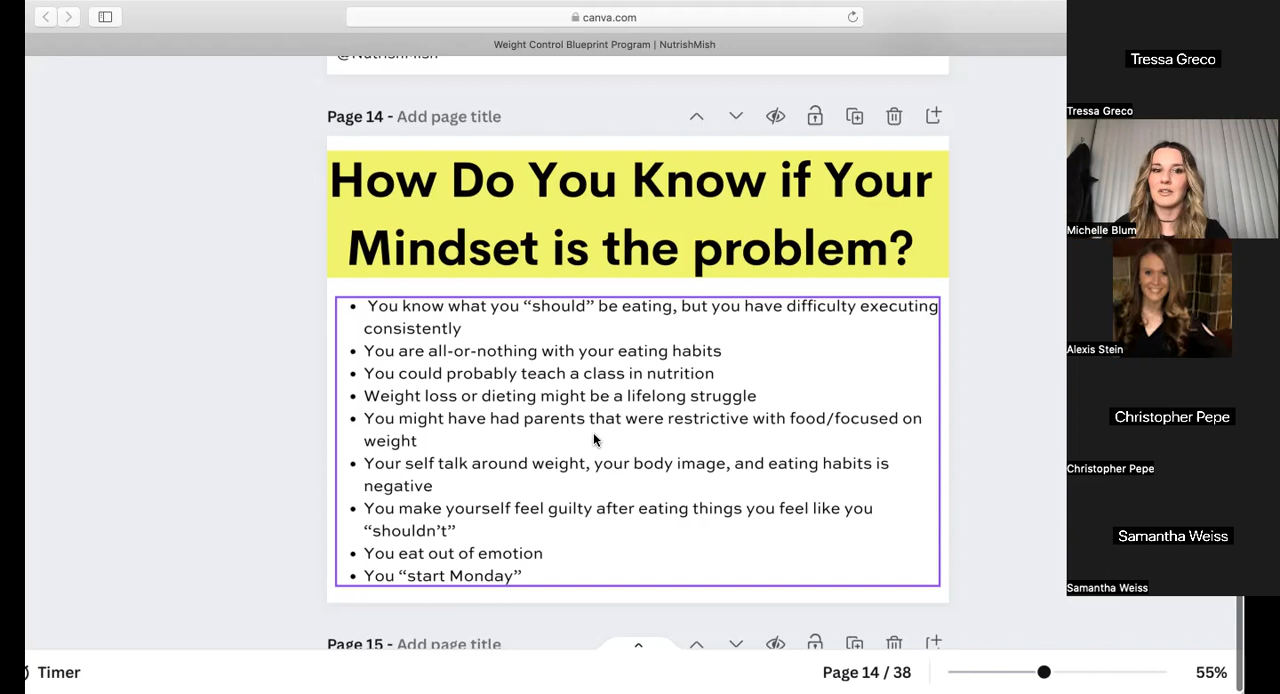 canva.com
Weight Control Blueprint Program | NutrishMish
@NutrishMish
Page 14 - Add page title
How Do You Know if Your
Mindset is the problem?
• You know what you “should” be eating, but you have difficulty executing
consistently
• You are all-or-nothing with your eating habits
• You could probably teach a class in nutrition
• Weight loss or dieting might be a lifelong struggle
• You might have had parents that were restrictive with food/focused on
weight
• Your self talk around weight, your body image, and eating habits is
negative
• You make yourself feel guilty after eating things you feel like you
“shouldn’t”
• You eat out of emotion
• You “start Monday”
Page 15 - Add page title
Timer
Page 14 / 38
55%
Tressa Greco
Tressa Greco
Michelle Blum
Alexis Stein
Christopher Pepe
Christopher Pepe
Samantha Weiss
Samantha Weiss